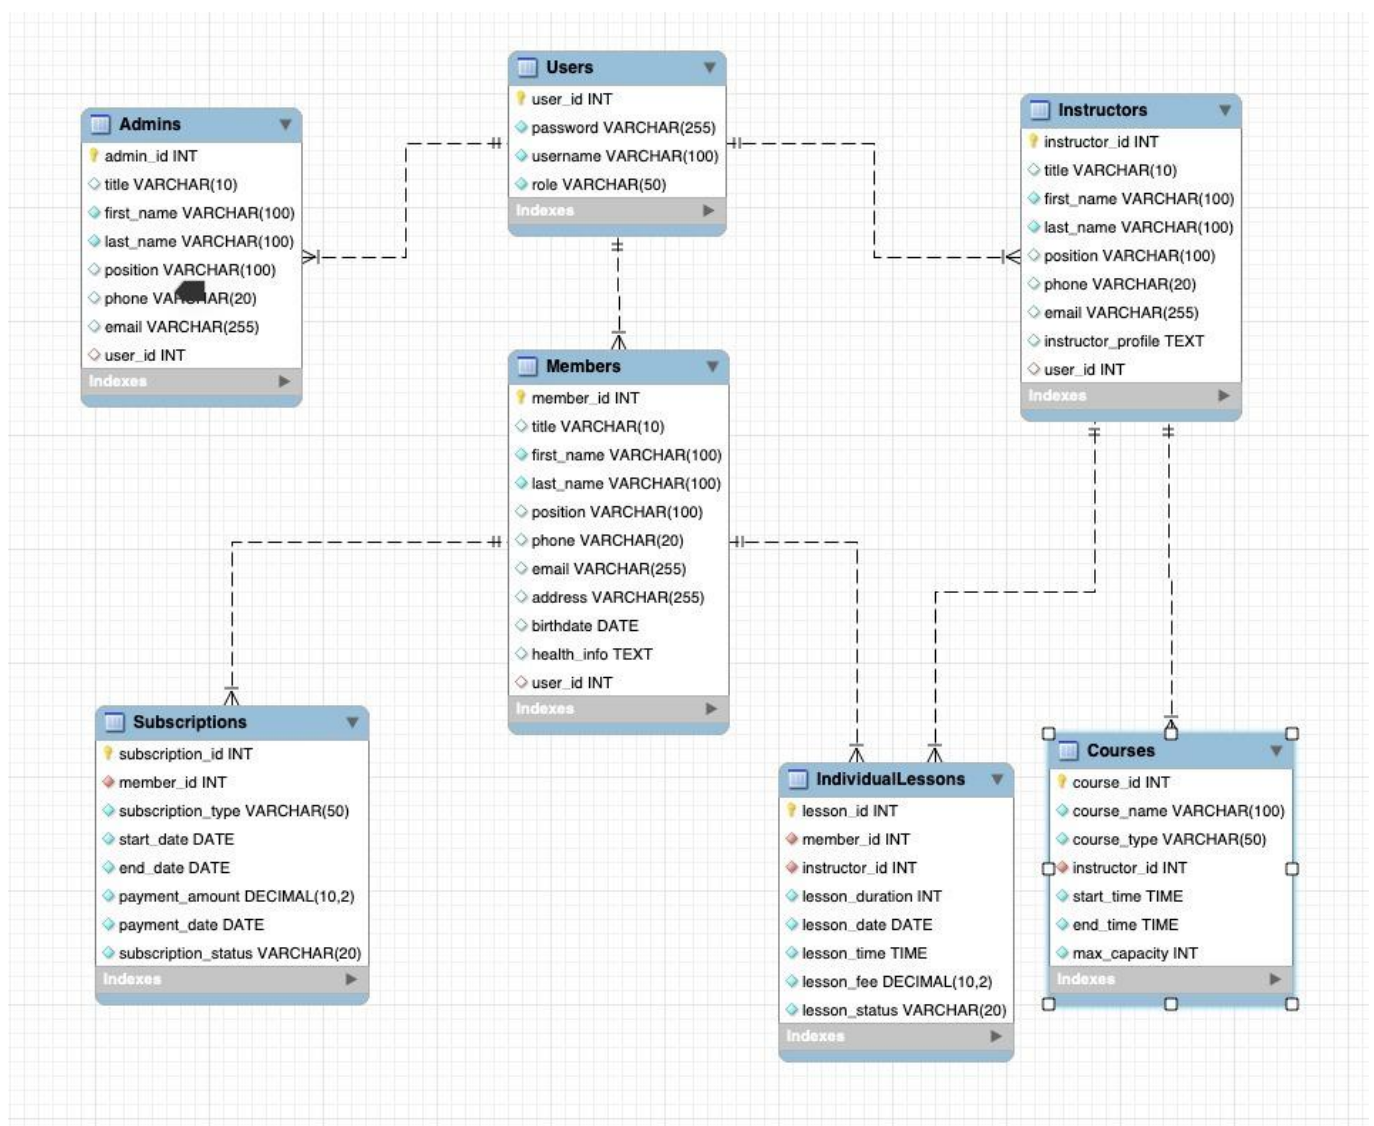 Users
user_id INT
password VARCHAR(255)
username VARCHAR(100)
role VARCHAR(50)
Indexes
Admins
admin_id INT
title VARCHAR(10)
first_name VARCHAR(100)
last_name VARCHAR(100)
position VARCHAR(100)
phone VARCHAR(20)
email VARCHAR(255)
user_id INT
Indexes
Instructors
instructor_id INT
title VARCHAR(10)
first_name VARCHAR(100)
last_name VARCHAR(100)
position VARCHAR(100)
phone VARCHAR(20)
email VARCHAR(255)
instructor_profile TEXT
user_id INT
Indexes
Members
member_id INT
title VARCHAR(10)
first_name VARCHAR(100)
last_name VARCHAR(100)
position VARCHAR(100)
phone VARCHAR(20)
email VARCHAR(255)
address VARCHAR(255)
birthdate DATE
health_info TEXT
user_id INT
Indexes
Subscriptions
subscription_id INT
member_id INT
subscription_type VARCHAR(50)
start_date DATE
end_date DATE
payment_amount DECIMAL(10,2)
payment_date DATE
subscription_status VARCHAR(20)
Indexes
IndividualLessons
lesson_id INT
member_id INT
instructor_id INT
lesson_duration INT
lesson_date DATE
lesson_time TIME
lesson_fee DECIMAL(10,2)
lesson_status VARCHAR(20)
Indexes
Courses
course_id INT
course_name VARCHAR(100)
course_type VARCHAR(50)
instructor_id INT
start_time TIME
end_time TIME
max_capacity INT
Indexes